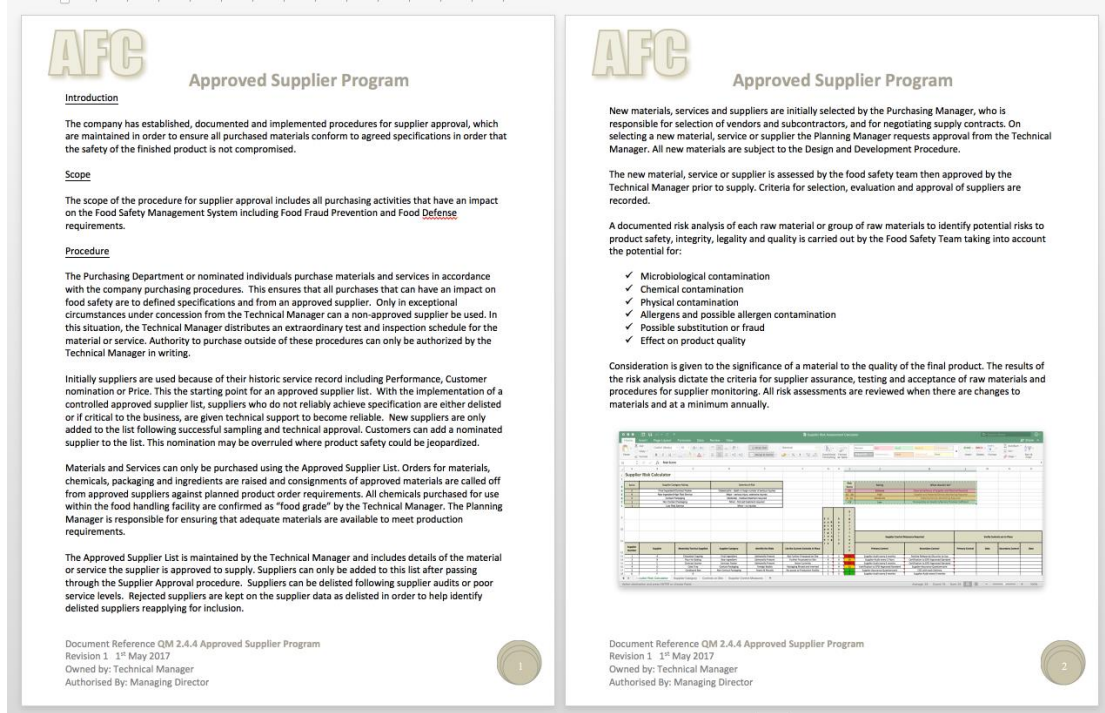 AFC
Approved Supplier Program
Introduction
The company has established, documented and implemented procedures for supplier approval, which
are maintained in order to ensure all purchased materials conform to agreed specifications in order that
the safety of the finished product is not compromised.
Scope
The scope of the procedure for supplier approval includes all purchasing activities that have an impact
on the Food Safety Management System including Food Fraud Prevention and Food Defense
requirements.
Procedure
The Purchasing Department or nominated individuals purchase materials and services in accordance
with the company purchasing procedures. This ensures that all purchases that can have an impact on
food safety are to defined specifications and from an approved supplier. Only in exceptional
circumstances under concession from the Technical Manager can a non-approved supplier be used. In
this situation, the Technical Manager distributes an extraordinary test and inspection schedule for the
material or service. Authority to purchase outside of these procedures can only be authorized by the
Technical Manager in writing.
Initially suppliers are used because of their historic service record including Performance, Customer
nomination or Price. This the starting point for an approved supplier list. With the implementation of a
controlled approved supplier list, suppliers who do not reliably achieve specification are either delisted
or if critical to the business, are given technical support to become reliable. New suppliers are only
added to the list following successful sampling and technical approval. Customers can add a nominated
supplier to the list. This nomination may be overruled where product safety could be jeopardized.
Materials and Services can only be purchased using the Approved Supplier List. Orders for materials,
chemicals, packaging and ingredients are raised and consignments of approved materials are called off
from approved suppliers against planned product order requirements. All chemicals purchased for use
within the food handling facility are confirmed as “food grade” by the Technical Manager. The Planning
Manager is responsible for ensuring that adequate materials are available to meet production
requirements.
The Approved Supplier List is maintained by the Technical Manager and includes details of the material
or service the supplier is approved to supply. Suppliers can only be added to this list after passing
through the Supplier Approval procedure. Suppliers can be delisted following supplier audits or poor
service levels. Rejected suppliers are kept on the supplier data as delisted in order to help identify
delisted suppliers reapplying for inclusion.
Document Reference QM 2.4.4 Approved Supplier Program
Revision 1 1st May 2017
Owned by: Technical Manager
Authorised By: Managing Director
1
AFC
Approved Supplier Program
New materials, services and suppliers are initially selected by the Purchasing Manager, who is
responsible for selection of vendors and subcontractors, and for negotiating supply contracts. On
selecting a new material, service or supplier the Planning Manager requests approval from the Technical
Manager. All new materials are subject to the Design and Development Procedure.
The new material, service or supplier is assessed by the food safety team then approved by the
Technical Manager prior to supply. Criteria for selection, evaluation and approval of suppliers are
recorded.
A documented risk analysis of each raw material or group of raw materials to identify potential risks to
product safety, integrity, legality and quality is carried out by the Food Safety Team taking into account
the potential for:
✓ Microbiological contamination
✓ Chemical contamination
✓ Physical contamination
✓ Allergens and possible allergen contamination
✓ Possible substitution or fraud
✓ Effect on product quality
Consideration is given to the significance of a material to the quality of the final product. The results of
the risk analysis dictate the criteria for supplier assurance, testing and acceptance of raw materials and
procedures for supplier monitoring. All risk assessments are reviewed when there are changes to
materials and at a minimum annually.
Supplier Risk Calculator
Document Reference QM 2.4.4 Approved Supplier Program
Revision 1 1st May 2017
Owned by: Technical Manager
Authorised By: Managing Director
2